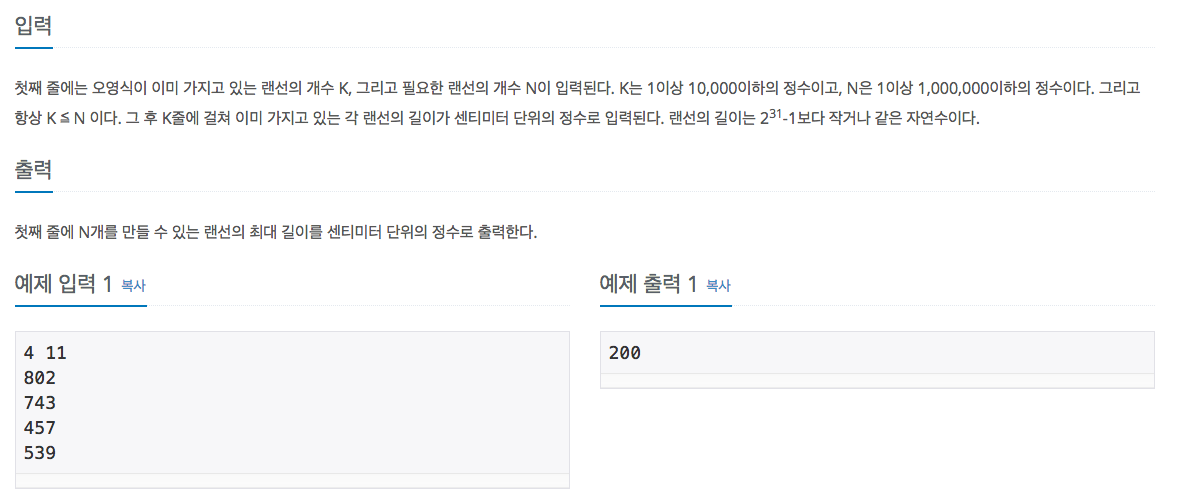 입력
첫째 줄에는 오영식이 이미 가지고 있는 랜선의 개수 K, 그리고 필요한 랜선의 개수 N이 입력된다. K는 1이상 10,000이하의 정수이고, N은 1이상 1,000,000이하의 정수이다. 그리고
항상 K ≦ N 이다. 그 후 K줄에 걸쳐 이미 가지고 있는 각 랜선의 길이가 센티미터 단위의 정수로 입력된다. 랜선의 길이는 2³¹-1보다 작거나 같은 자연수이다.
출력
첫째 줄에 N개를 만들 수 있는 랜선의 최대 길이를 센티미터 단위의 정수로 출력한다.
예제 입력 1 복사
4 11
802
743
457
539
예제 출력 1 복사
200